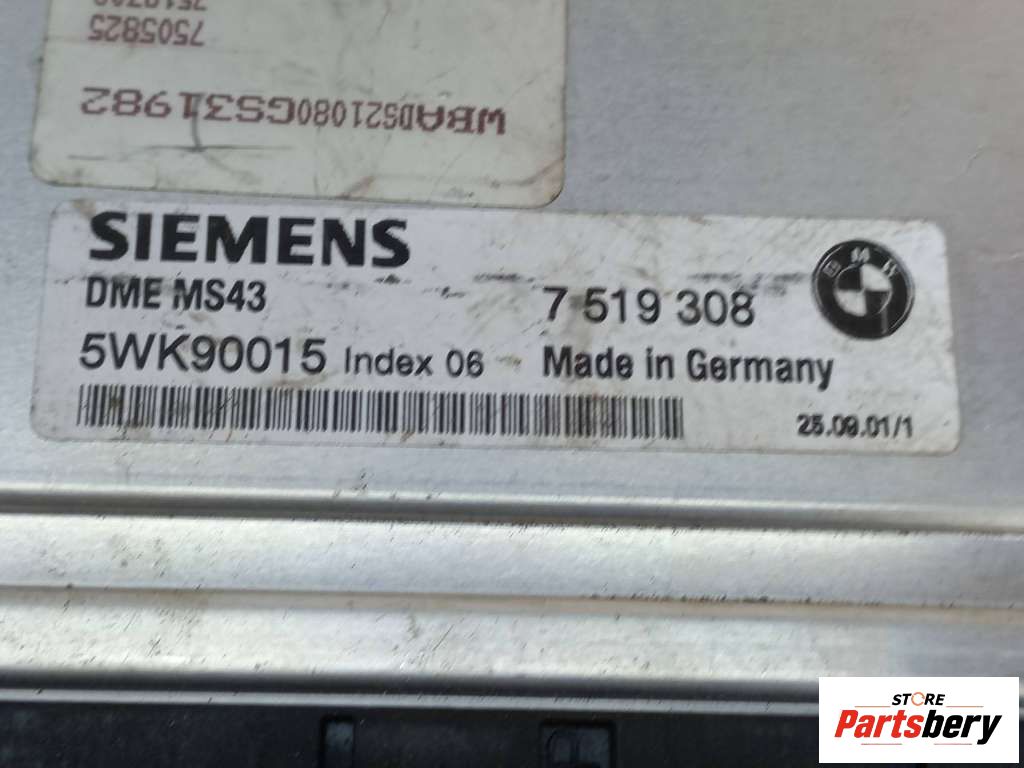 7505825
WBADS21080GS31982
SIEMENS
DME MS43
7 519 308
BMW
5WK90015 Index 06
Made in Germany
25.09.01/1
STORE
Partsbery